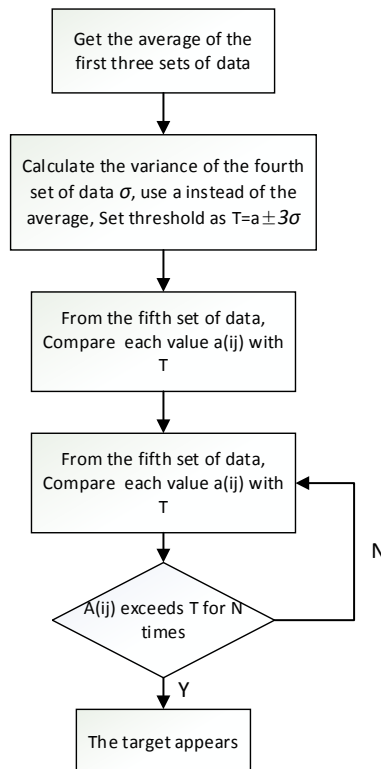 Get the average of the
first three sets of data
Calculate the variance of the fourth
set of data σ, use a instead of the
average, Set threshold as T=a±3σ
From the fifth set of data,
Compare each value a(ij) with
T
From the fifth set of data,
Compare each value a(ij) with
T
N
A(ij) exceeds T for N
times
Y
The target appears